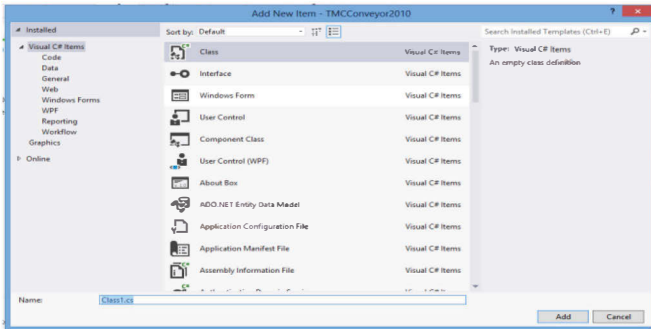 Add New Item - TMCConveyor2010
? ×
Installed
Sort by: Default
Search Installed Templates (Ctrl+E)
Visual C# Items
Code
Data
General
Web
Windows Forms
WPF
Reporting
Workflow
Graphics
Online
Class Visual C# Items
Interface Visual C# Items
Windows Form Visual C# Items
User Control Visual C# Items
Component Class Visual C# Items
User Control (WPF) Visual C# Items
About Box Visual C# Items
ADO.NET Entity Data Model Visual C# Items
Application Configuration File Visual C# Items
Application Manifest File Visual C# Items
Assembly Information File Visual C# Items
Type: Visual C# Items
An empty class definition
Name: Class1.cs
Add Cancel